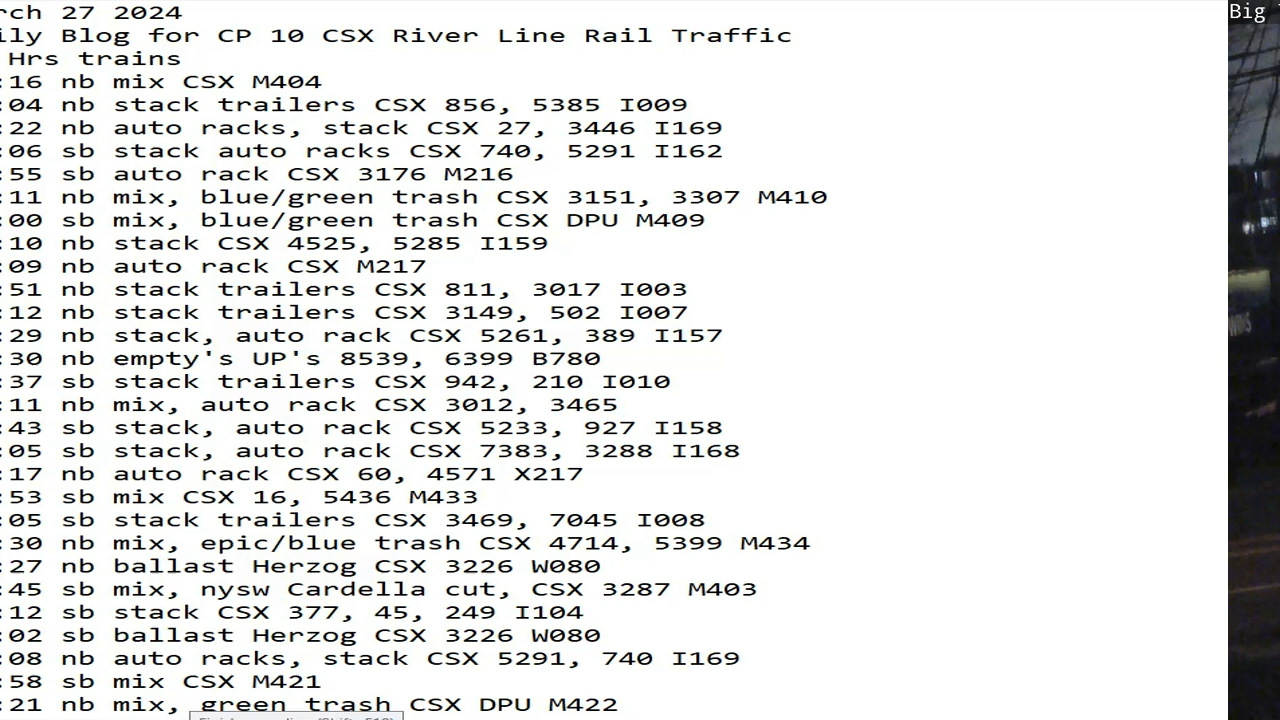 rch 27 2024
ily Blog for CP 10 CSX River Line Rail Traffic
Hrs trains
:16 nb mix CSX M404
:04 nb stack trailers CSX 856, 5385 I009
:22 nb auto racks, stack CSX 27, 3446 I169
:06 sb stack auto racks CSX 740, 5291 I162
:55 sb auto rack CSX 3176 M216
:11 nb mix, blue/green trash CSX 3151, 3307 M410
:00 sb mix, blue/green trash CSX DPU M409
:10 nb stack CSX 4525, 5285 I159
:09 nb auto rack CSX M217
:51 nb stack trailers CSX 811, 3017 I003
:12 nb stack trailers CSX 3149, 502 I007
:29 nb stack, auto rack CSX 5261, 389 I157
:30 nb empty's UP's 8539, 6399 B780
:37 sb stack trailers CSX 942, 210 I010
:11 nb mix, auto rack CSX 3012, 3465
:43 sb stack, auto rack CSX 5233, 927 I158
:05 sb stack, auto rack CSX 7383, 3288 I168
:17 nb auto rack CSX 60, 4571 X217
:53 sb mix CSX 16, 5436 M433
:05 sb stack trailers CSX 3469, 7045 I008
:30 nb mix, epic/blue trash CSX 4714, 5399 M434
:27 nb ballast Herzog CSX 3226 W080
:45 sb mix, nysw Cardella cut, CSX 3287 M403
:12 sb stack CSX 377, 45, 249 I104
:02 sb ballast Herzog CSX 3226 W080
:08 nb auto racks, stack CSX 5291, 740 I169
:58 sb mix CSX M421
:21 nb mix, green trash CSX DPU M422
Big